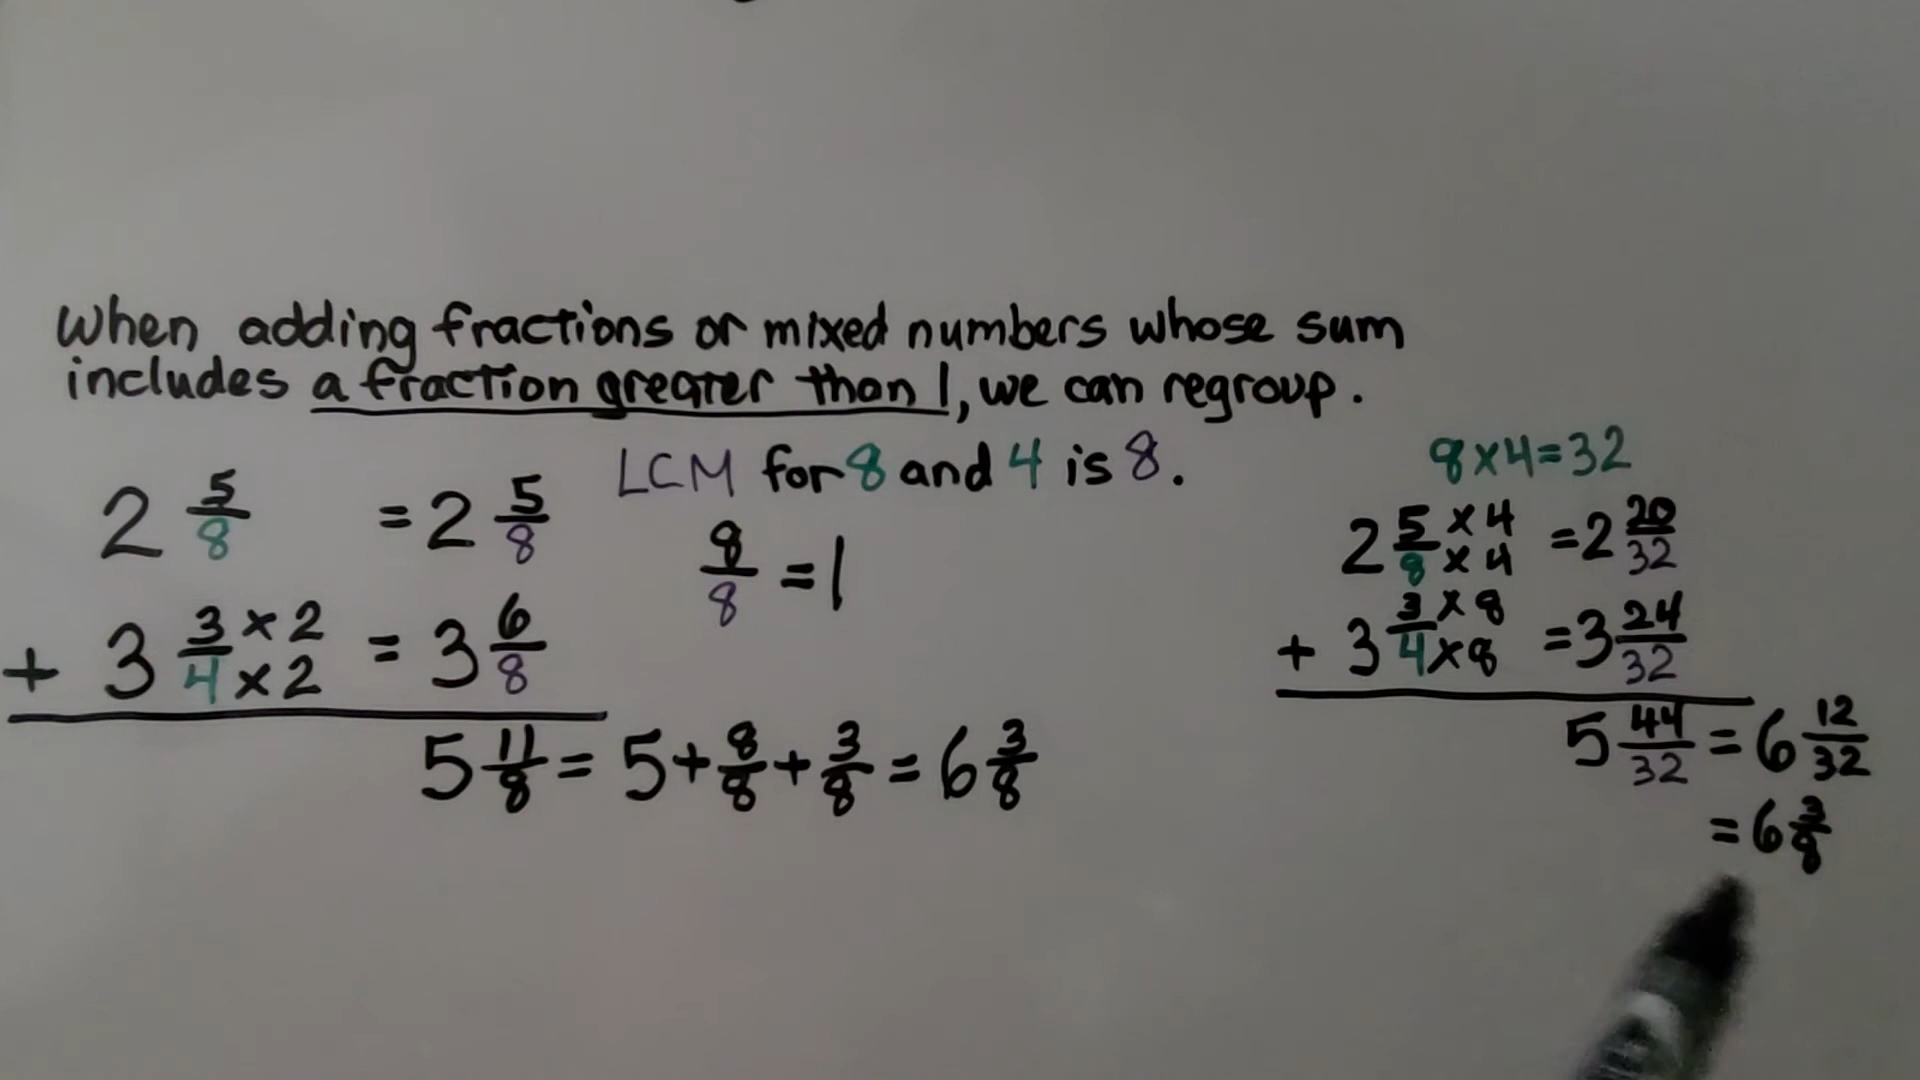 When adding fractions or mixed numbers whose sum
includes a fraction greater than 1, we can regroup.
LCM for 8 and 4 is 8.
2 5/8 = 2 5/8
8/8 = 1
+ 3 3/4 × 2 / × 2 = 3 6/8
5 11/8 = 5 + 8/8 + 3/8 = 6 3/8
8×4=32
2 5/8 × 4 / × 4 = 2 20/32
+ 3 3/4 × 8 / × 8 = 3 24/32
5 44/32 = 6 12/32
= 6 3/8